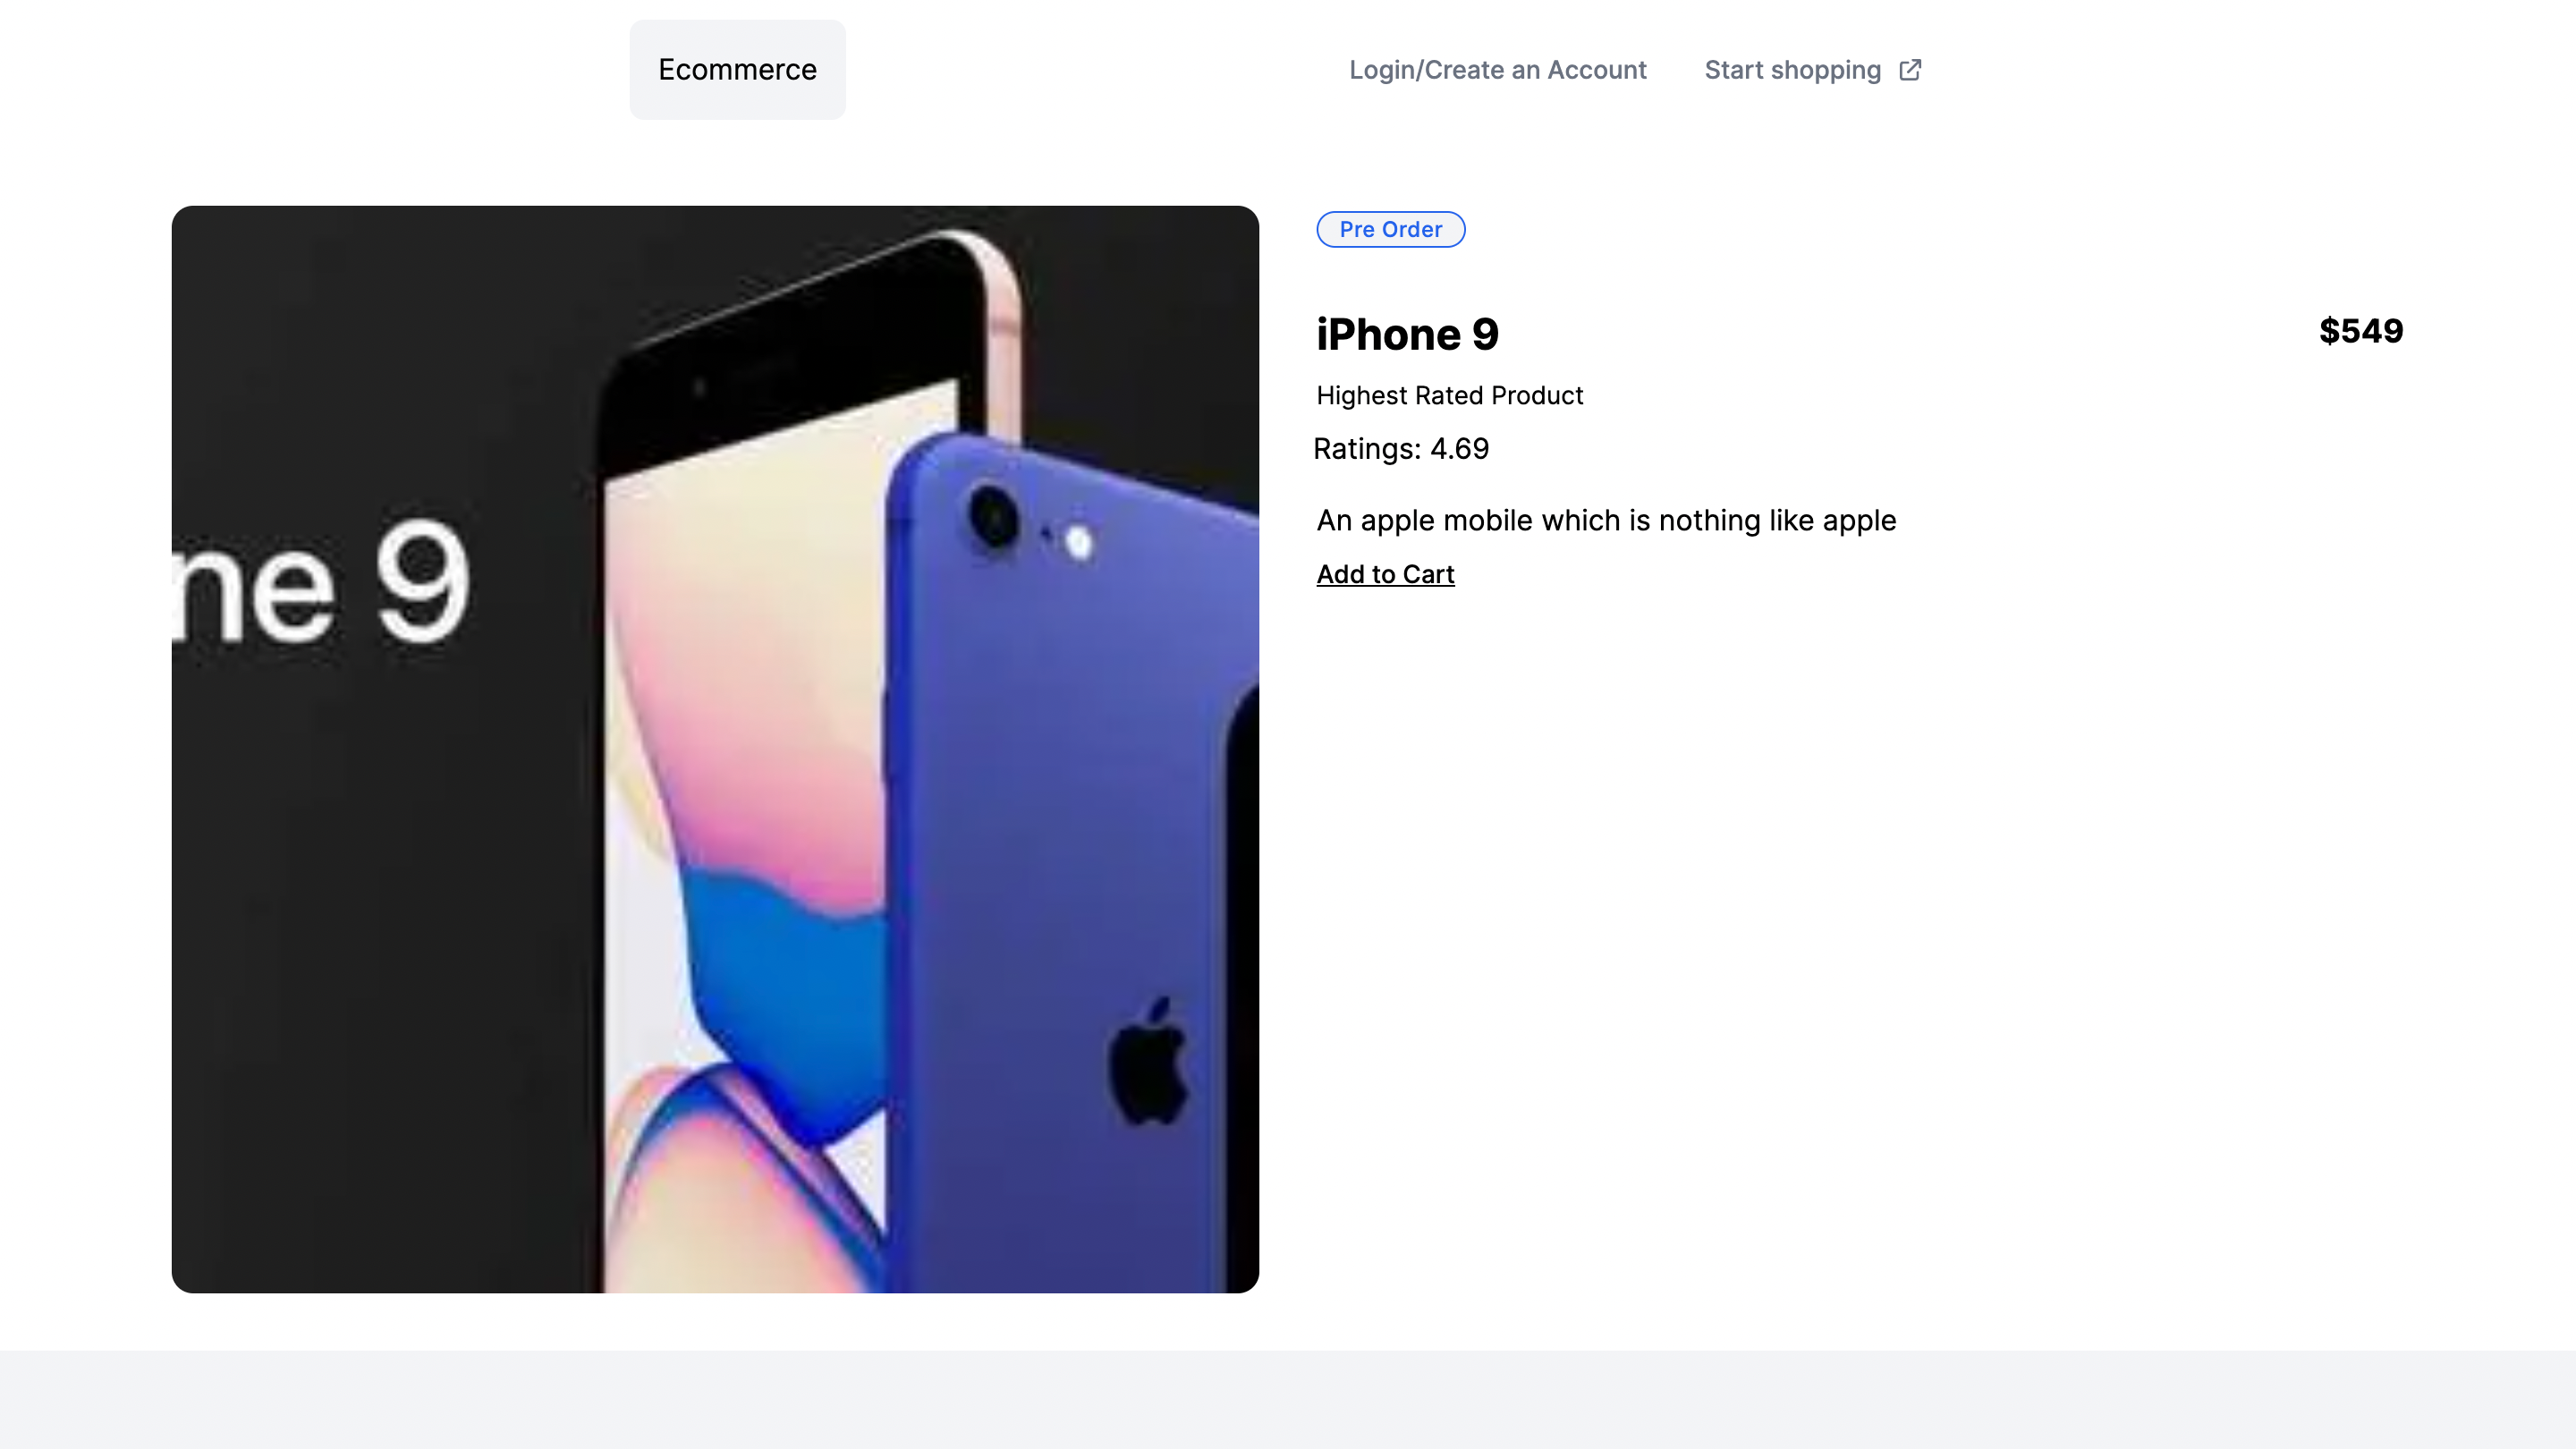 Ecommerce
Login/Create an Account
Start shopping
ne 9
Pre Order
iPhone 9
$549
Highest Rated Product
Ratings: 4.69
An apple mobile which is nothing like apple
Add to Cart